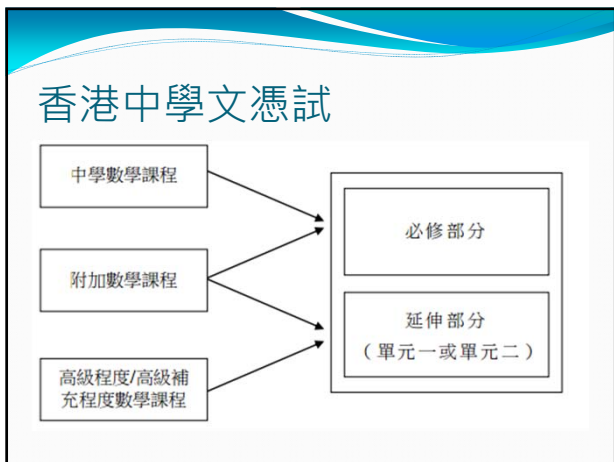 香港中學文憑試
中學數學課程
附加數學課程
高級程度/高級補
充程度數學課程
必修部分
延伸部分
（單元一或單元二）